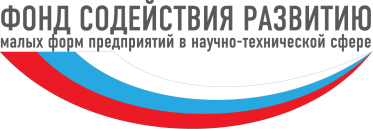 ФОНД СОДЕЙСТВИЯ РАЗВИТИЮ
малых форм предприятий в научно-технической сфере